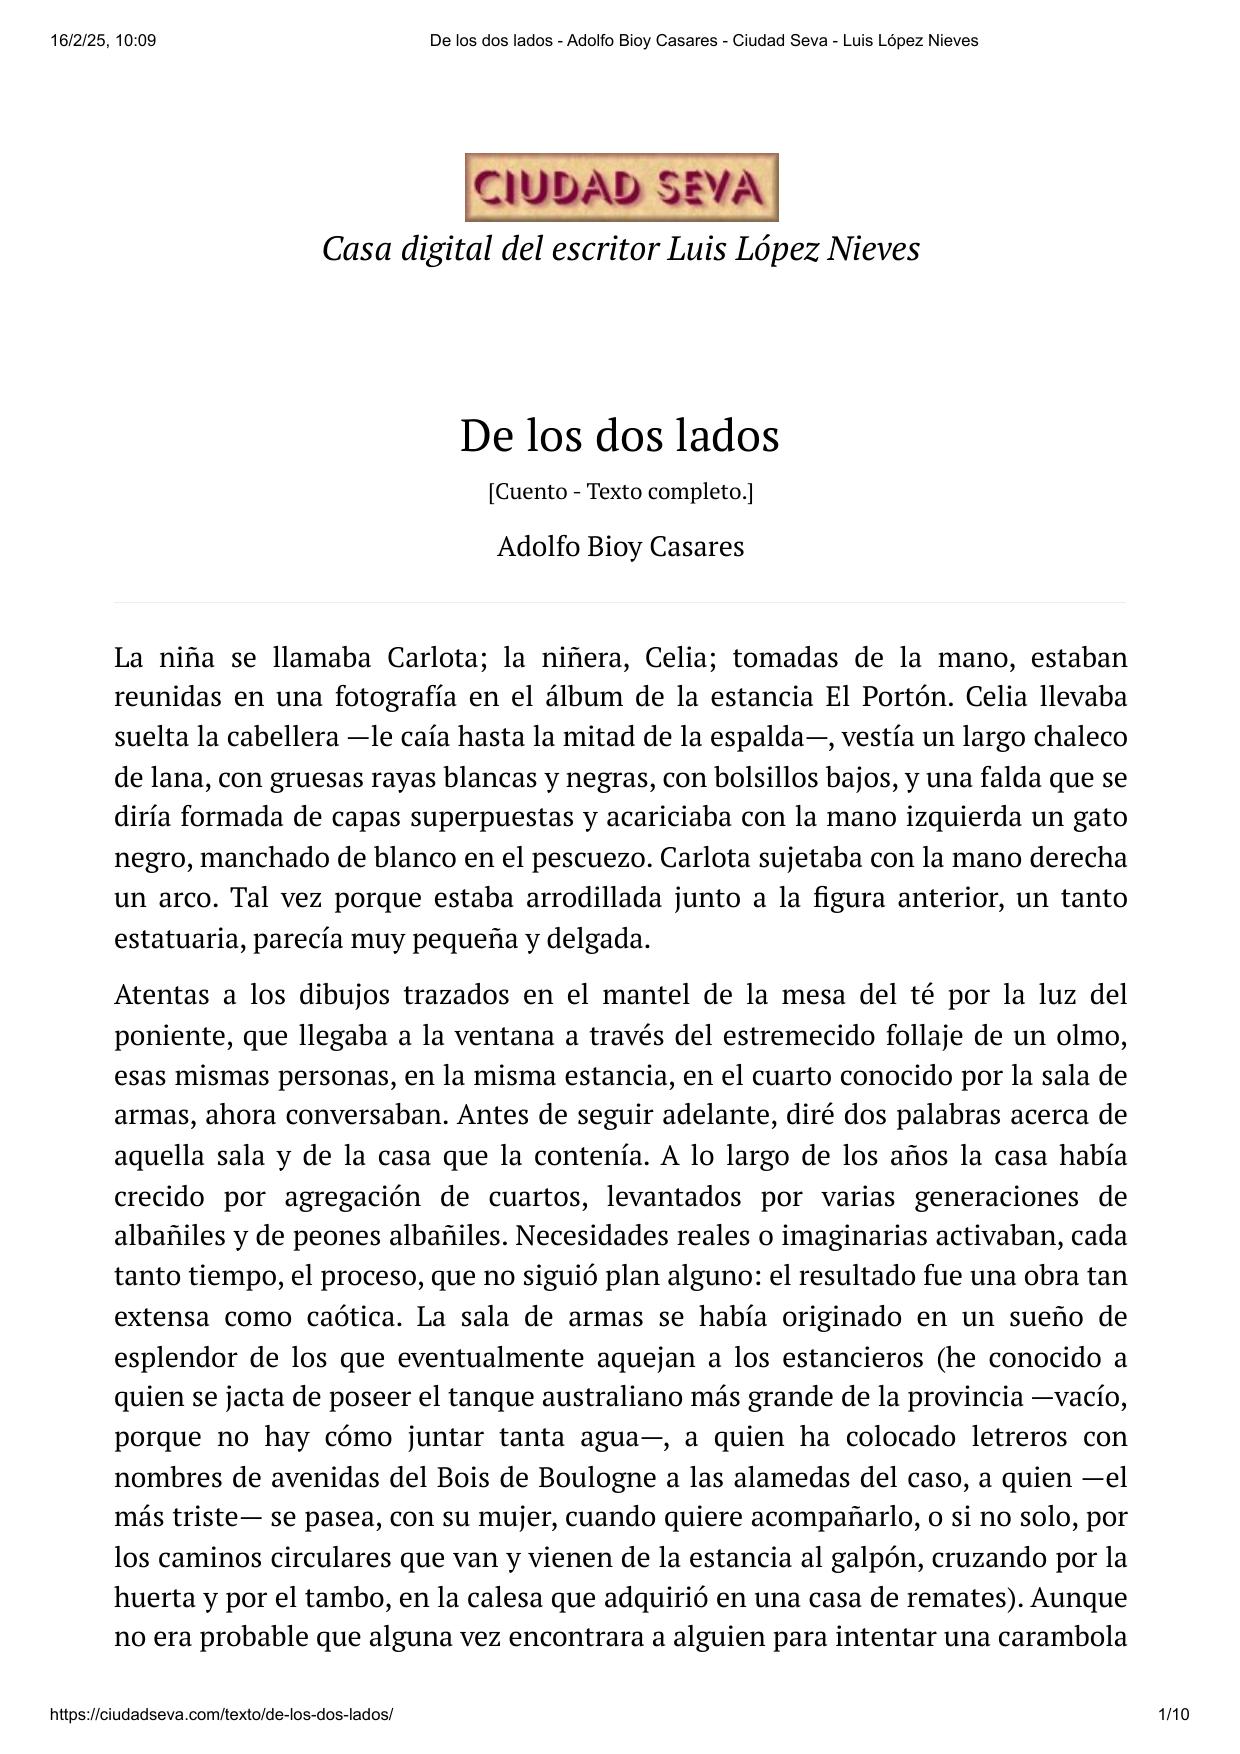 16/2/25, 10:09
De los dos lados - Adolfo Bioy Casares - Ciudad Seva - Luis López Nieves
CIUDAD SEVA
Casa digital del escritor Luis López Nieves
De los dos lados
[Cuento - Texto completo.]
Adolfo Bioy Casares
La niña se llamaba Carlota; la niñera, Celia; tomadas de la mano, estaban
reunidas en una fotografía en el álbum de la estancia El Portón. Celia llevaba
suelta la cabellera —le caía hasta la mitad de la espalda—, vestía un largo chaleco
de lana, con gruesas rayas blancas y negras, con bolsillos bajos, y una falda que se
diría formada de capas superpuestas y acariciaba con la mano izquierda un gato
negro, manchado de blanco en el pescuezo. Carlota sujetaba con la mano derecha
un arco. Tal vez porque estaba arrodillada junto a la figura anterior, un tanto
estatuaria, parecía muy pequeña y delgada.
Atentas a los dibujos trazados en el mantel de la mesa del té por la luz del
poniente, que llegaba a la ventana a través del estremecido follaje de un olmo,
esas mismas personas, en la misma estancia, en el cuarto conocido por la sala de
armas, ahora conversaban. Antes de seguir adelante, diré dos palabras acerca de
aquella sala y de la casa que la contenía. A lo largo de los años la casa había
crecido por agregación de cuartos, levantados por varias generaciones de
albañiles y de peones albañiles. Necesidades reales o imaginarias activaban, cada
tanto tiempo, el proceso, que no siguió plan alguno: el resultado fue una obra tan
extensa como caótica. La sala de armas se había originado en un sueño de
esplendor de los que eventualmente aquejan a los estancieros (he conocido a
quien se jacta de poseer el tanque australiano más grande de la provincia —vacío,
porque no hay cómo juntar tanta agua—, a quien ha colocado letreros con
nombres de avenidas del Bois de Boulogne a las alamedas del caso, a quien —el
más triste— se pasea, con su mujer, cuando quiere acompañarlo, o si no solo, por
los caminos circulares que van y vienen de la estancia al galpón, cruzando por la
huerta y por el tambo, en la calesa que adquirió en una casa de remates). Aunque
no era probable que alguna vez encontrara a alguien para intentar una carambola
https://ciudadseva.com/texto/de-los-dos-lados/
1/10